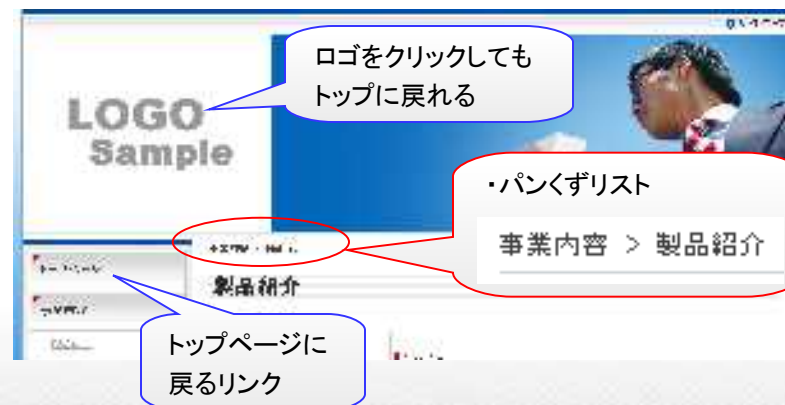 ロゴをクリックしても
トップに戻れる
LOGO
Sample
・パンくずリスト
事業内容 > 製品紹介
製品紹介
トップページに
戻るリンク